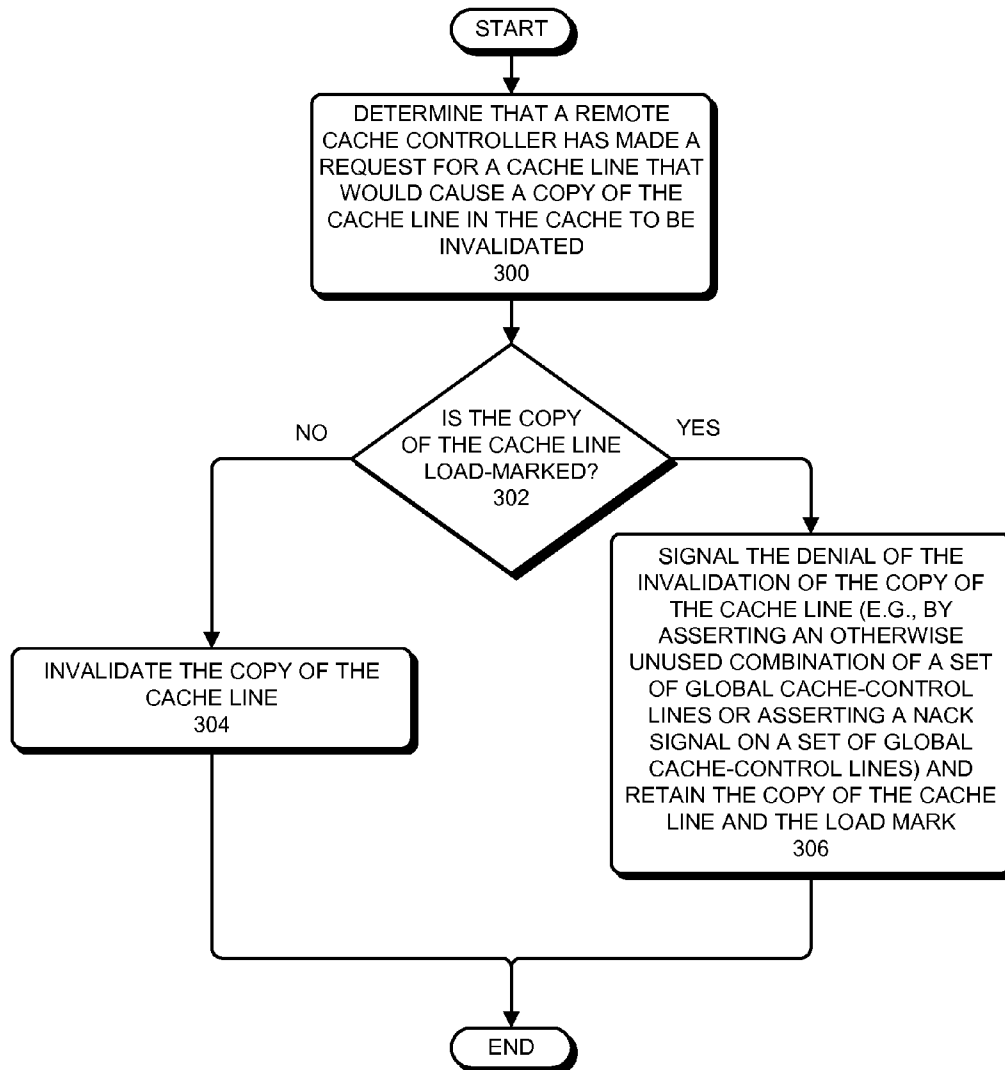 START
DETERMINE THAT A REMOTE
CACHE CONTROLLER HAS MADE A
REQUEST FOR A CACHE LINE THAT
WOULD CAUSE A COPY OF THE
CACHE LINE IN THE CACHE TO BE
INVALIDATED
300
IS THE COPY
OF THE CACHE LINE
LOAD-MARKED?
302
NO
YES
INVALIDATE THE COPY OF THE
CACHE LINE
304
SIGNAL THE DENIAL OF THE
INVALIDATION OF THE COPY OF
THE CACHE LINE (E.G., BY
ASSERTING AN OTHERWISE
UNUSED COMBINATION OF A SET
OF GLOBAL CACHE-CONTROL
LINES OR ASSERTING A NACK
SIGNAL ON A SET OF GLOBAL
CACHE-CONTROL LINES) AND
RETAIN THE COPY OF THE CACHE
LINE AND THE LOAD MARK
306
END